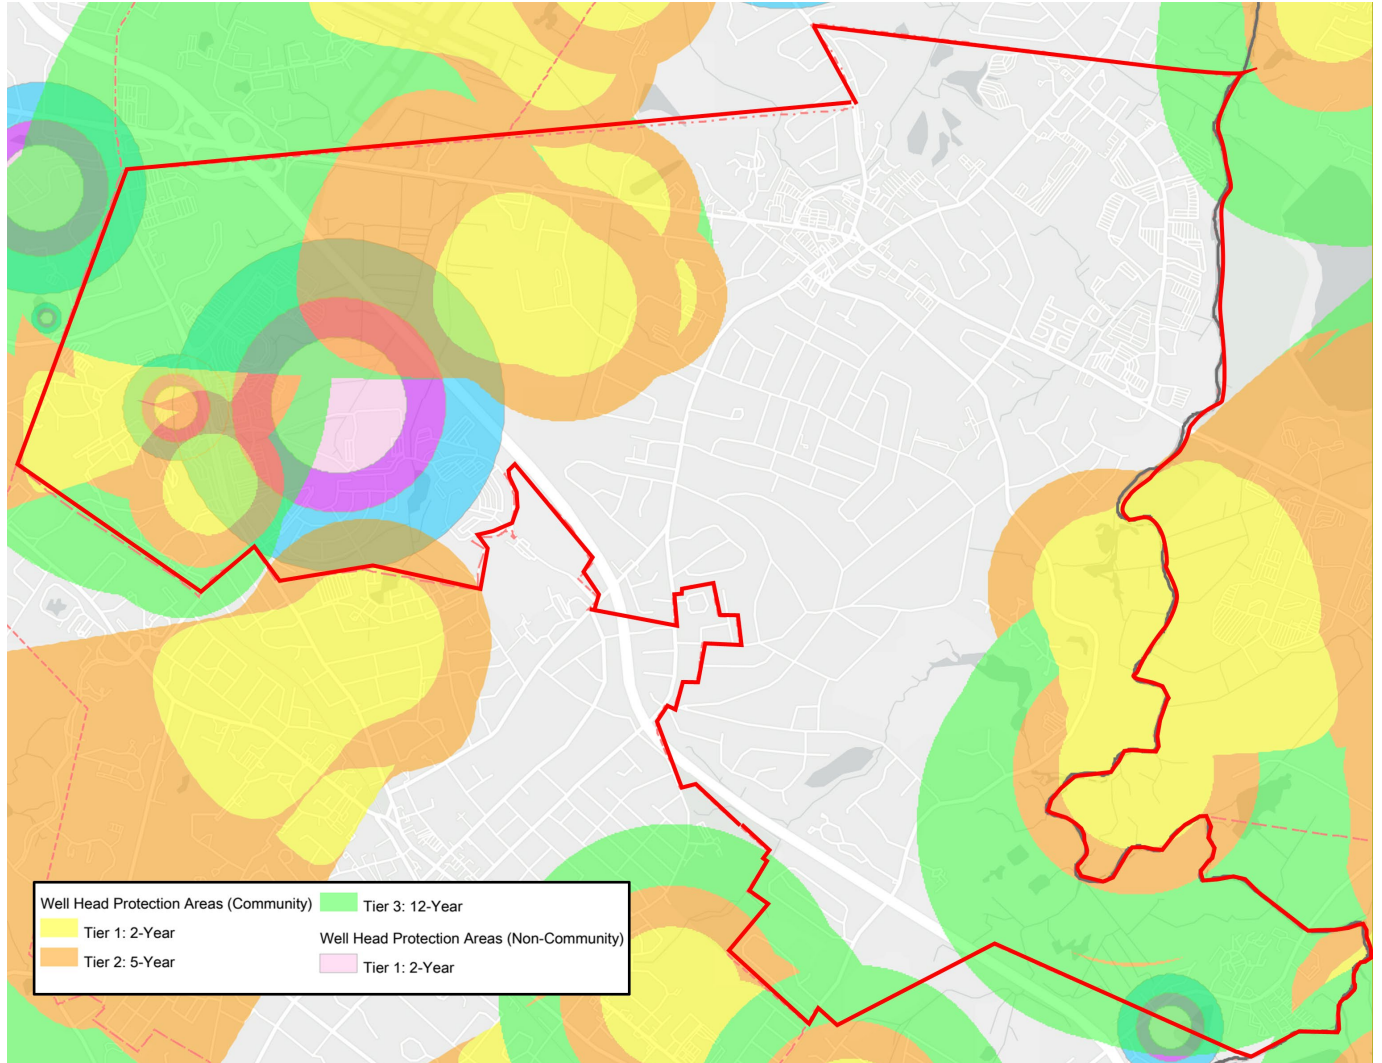 Well Head Protection Areas (Community)
Tier 1: 2-Year
Tier 2: 5-Year
Tier 3: 12-Year
Well Head Protection Areas (Non-Community)
Tier 1: 2-Year